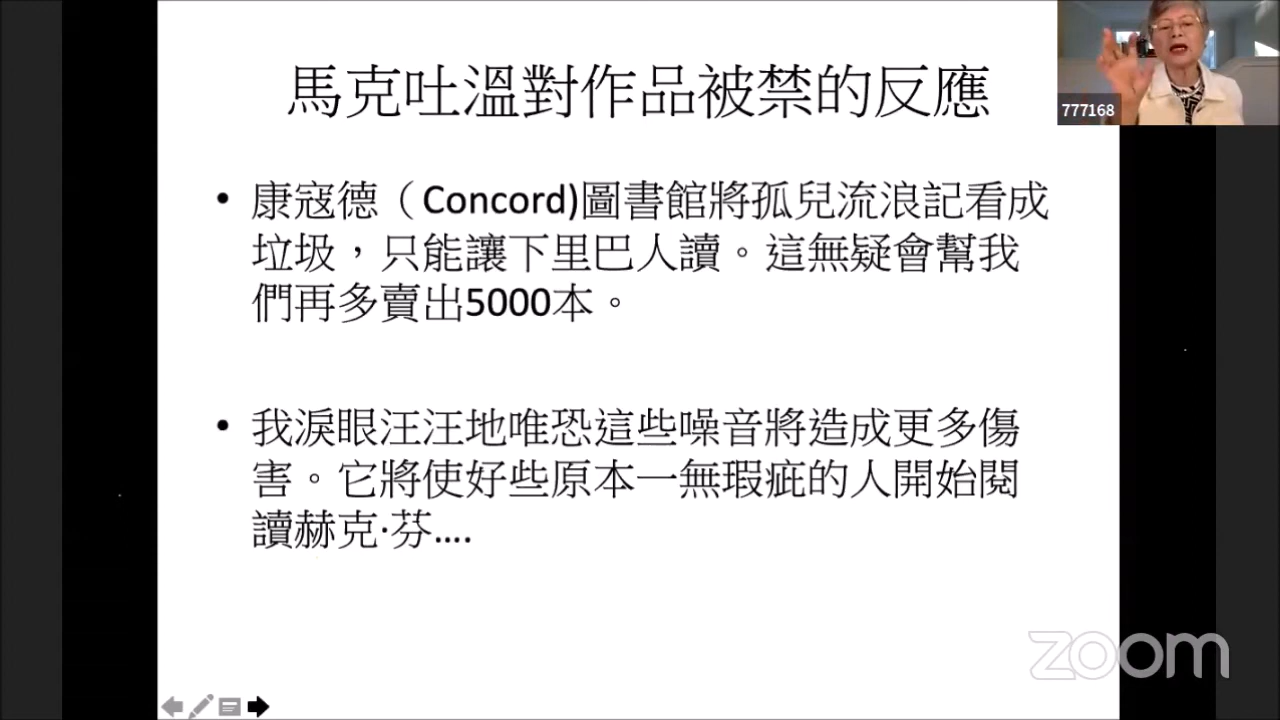 馬克吐溫對作品被禁的反應
777168
• 康寇德（Concord)圖書館將孤兒流浪記看成
垃圾，只能讓下里巴人讀。這無疑會幫我
們再多賣出5000本。
• 我淚眼汪汪地唯恐這些噪音將造成更多傷
害。它將使好些原本一無瑕疵的人開始閱
讀赫克·芬....
zoom